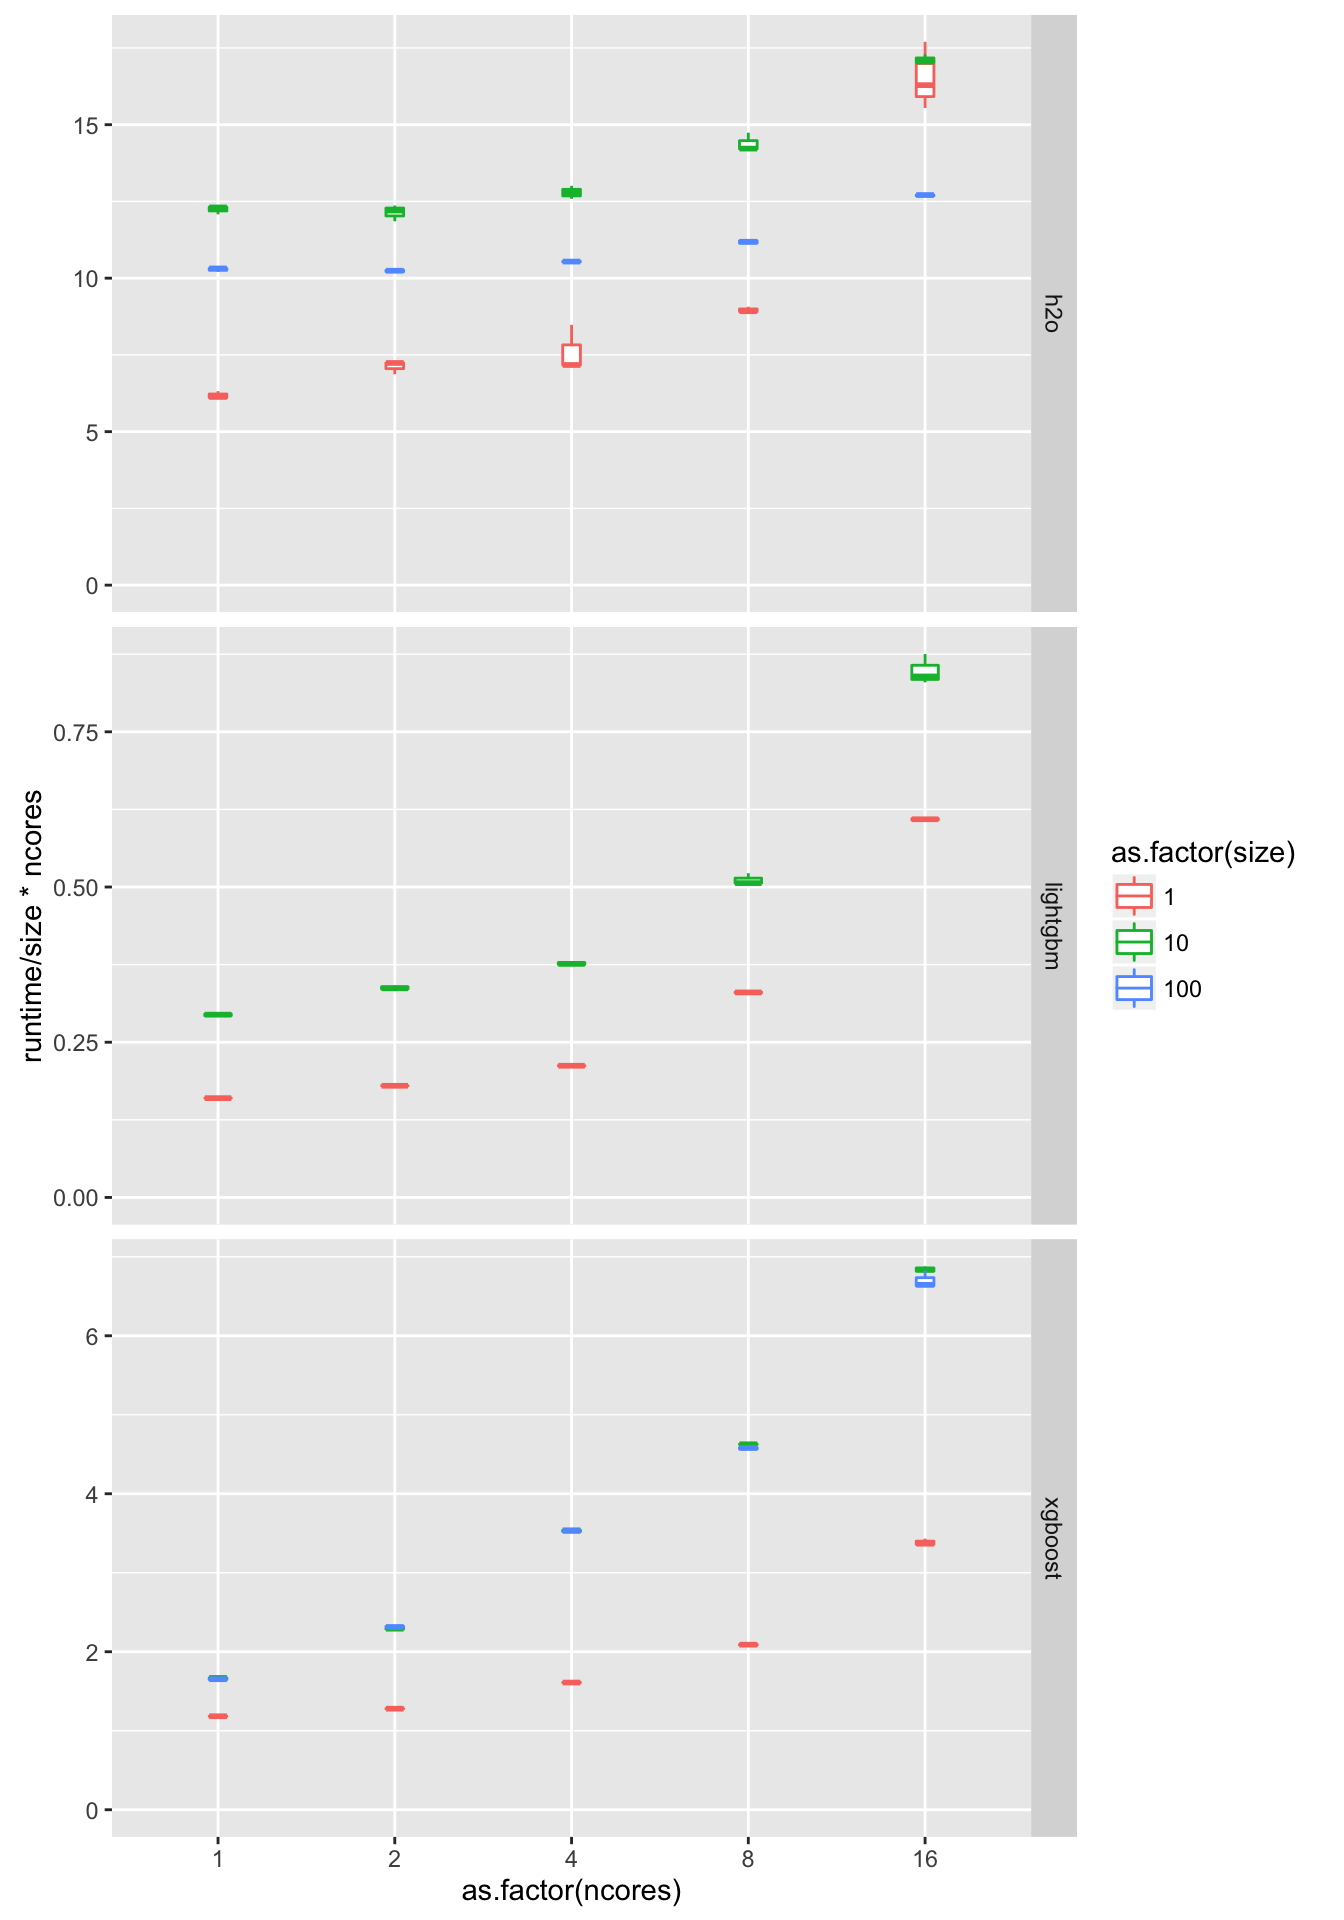 15
10
5
0
h2o
0.75
0.50
0.25
0.00
lightgbm
6
4
2
0
xgboost
1 2 4 8 16
as.factor(ncores)
runtime/size * ncores
as.factor(size)
1
10
100